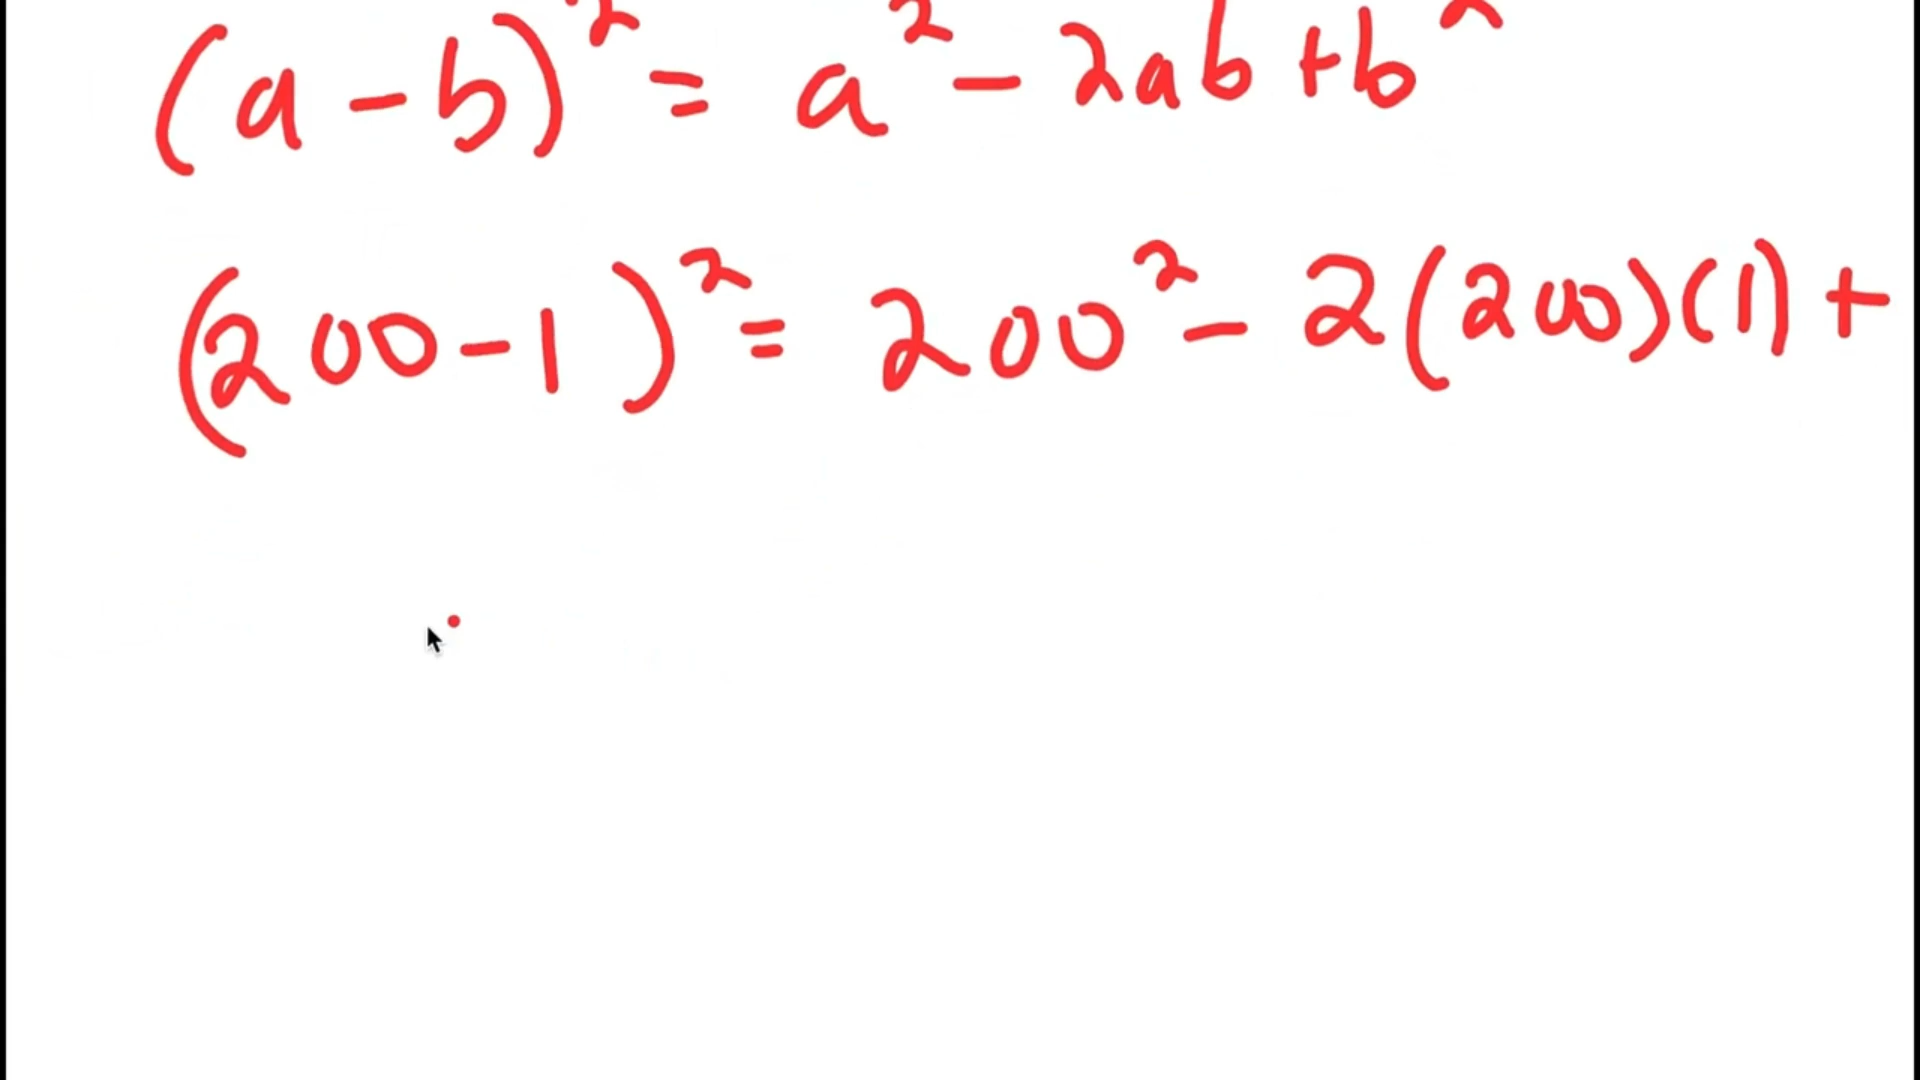 (a - b)² = a² - 2ab + b²
(200 - 1)² = 200² - 2(200)(1) +